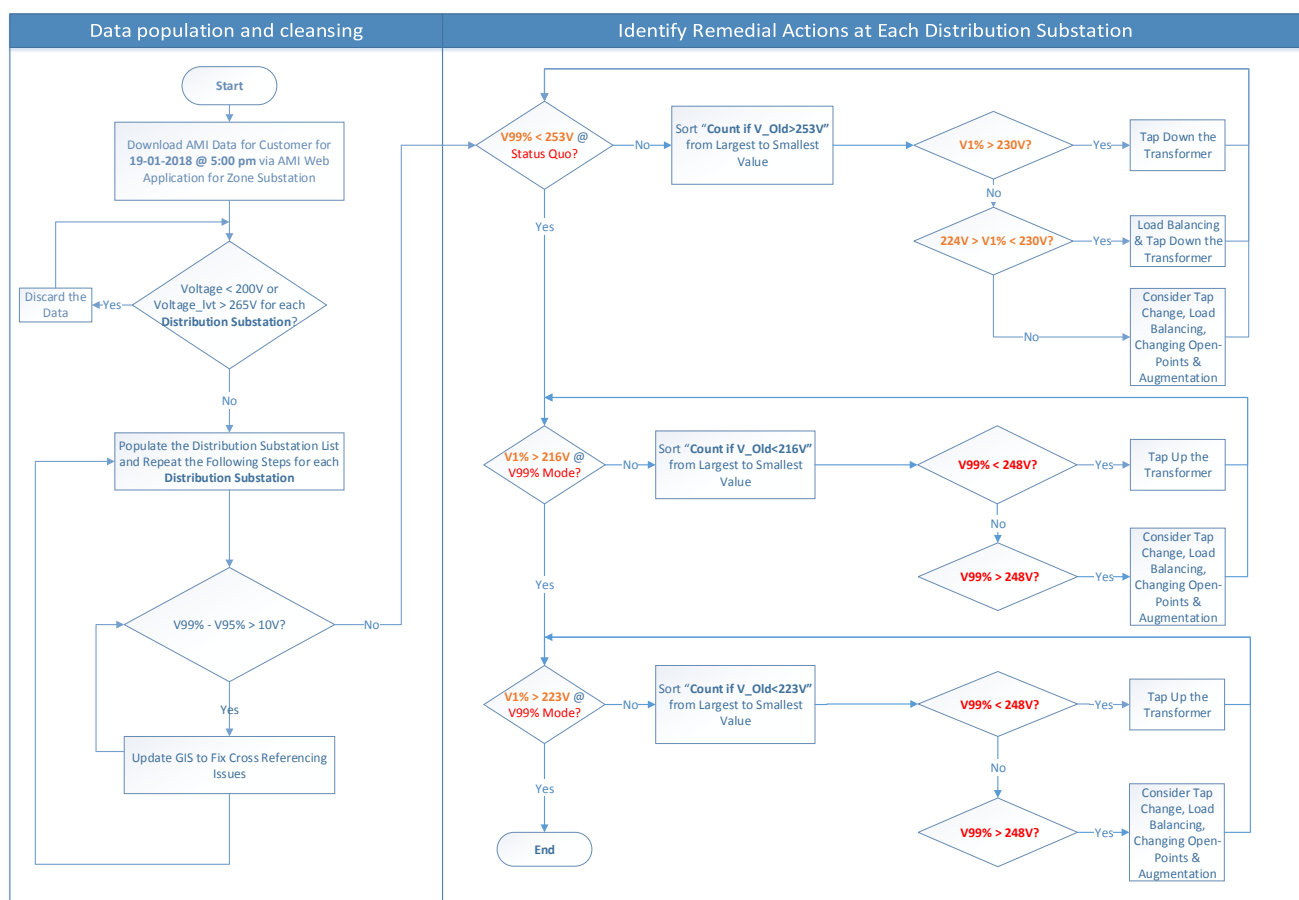 Data population and cleansing
Start
Download AMI Data for Customer for
19-01-2018 @ 5:00 pm via AMI Web
Application for Zone Substation
Voltage < 200V or
Voltage_lvt > 265V for each
Distribution Substation?
Yes
Discard the
Data
No
Populate the Distribution Substation List
and Repeat the Following Steps for each
Distribution Substation
V99% - V95% > 10V?
No
Yes
Update GIS to Fix Cross Referencing
Issues
Identify Remedial Actions at Each Distribution Substation
V99% < 253V @
Status Quo?
No
Sort “Count if V_Old>253V”
from Largest to Smallest
Value
V1% > 230V?
Yes
Tap Down the
Transformer
No
224V > V1% < 230V?
Yes
Load Balancing
& Tap Down the
Transformer
No
Consider Tap
Change, Load
Balancing,
Changing Open-
Points &
Augmentation
Yes
V1% > 216V @
V99% Mode?
No
Sort “Count if V_Old<216V”
from Largest to Smallest
Value
V99% < 248V?
Yes
Tap Up the
Transformer
No
V99% > 248V?
Yes
Consider Tap
Change, Load
Balancing,
Changing Open-
Points &
Augmentation
Yes
V1% > 223V @
V99% Mode?
No
Sort “Count if V_Old<223V”
from Largest to Smallest
Value
V99% < 248V?
Yes
Tap Up the
Transformer
No
V99% > 248V?
Yes
Consider Tap
Change, Load
Balancing,
Changing Open-
Points &
Augmentation
Yes
End